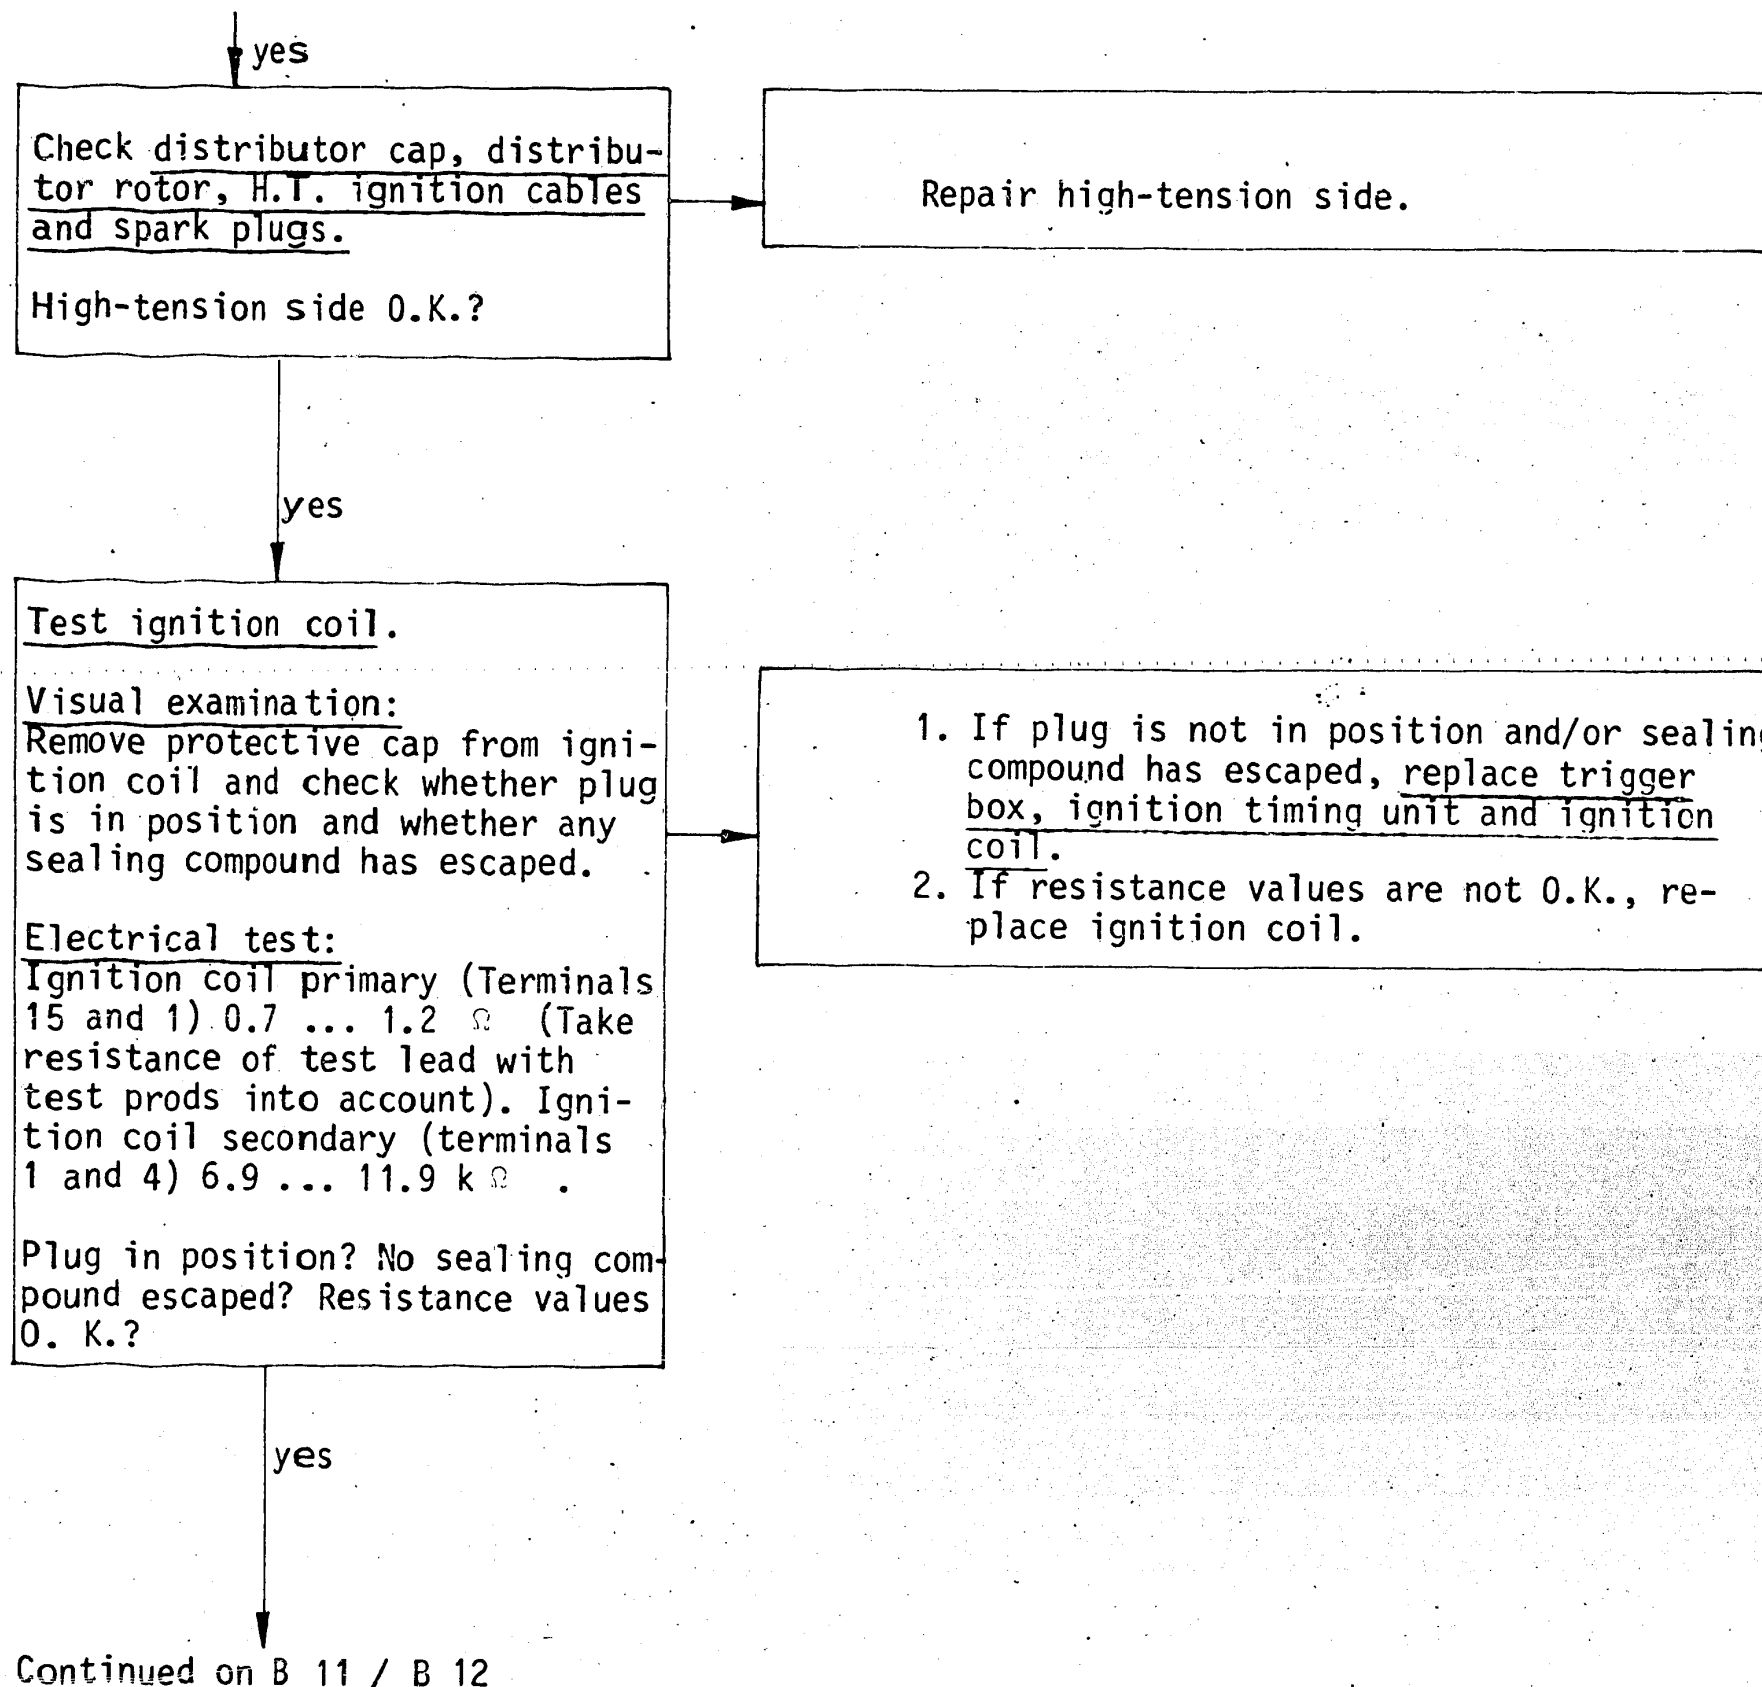 yes
Check distributor cap, distribu-
tor rotor, H.T. ignition cables
and spark plugs.
High-tension side O.K.?
Repair high-tension side.
yes
Test ignition coil.
Visual examination:
Remove protective cap from igni-
tion coil and check whether plug
is in position and whether any
sealing compound has escaped.
Electrical test:
Ignition coil primary (Terminals
15 and 1) 0.7 ... 1.2 Ω (Take
resistance of test lead with
test prods into account). Igni-
tion coil secondary (terminals
1 and 4) 6.9 ... 11.9 k Ω .
Plug in position? No sealing com-
pound escaped? Resistance values
O. K.?
1. If plug is not in position and/or sealing
compound has escaped, replace trigger
box, ignition timing unit and ignition
coil.
2. If resistance values are not O.K., re-
place ignition coil.
yes
Continued on B 11 / B 12